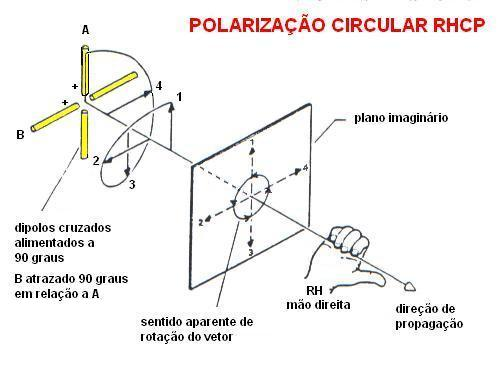 POLARIZAÇÃO CIRCULAR RHCP
A
+
4
1
+
B
2
3
plano imaginário
1
4
2
3
dipolos cruzados
alimentados a
90 graus
B atrazado 90 graus
em relação a A
RH
mão direita
direção de
propagação
sentido aparente de
rotação do vetor